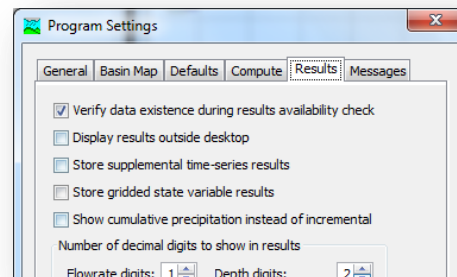 Program Settings
General Basin Map Defaults Compute Results Messages
Verify data existence during results availability check
Display results outside desktop
Store supplemental time-series results
Store gridded state variable results
Show cumulative precipitation instead of incremental
Number of decimal digits to show in results
Flowrate digits: 1 Depth digits: 2